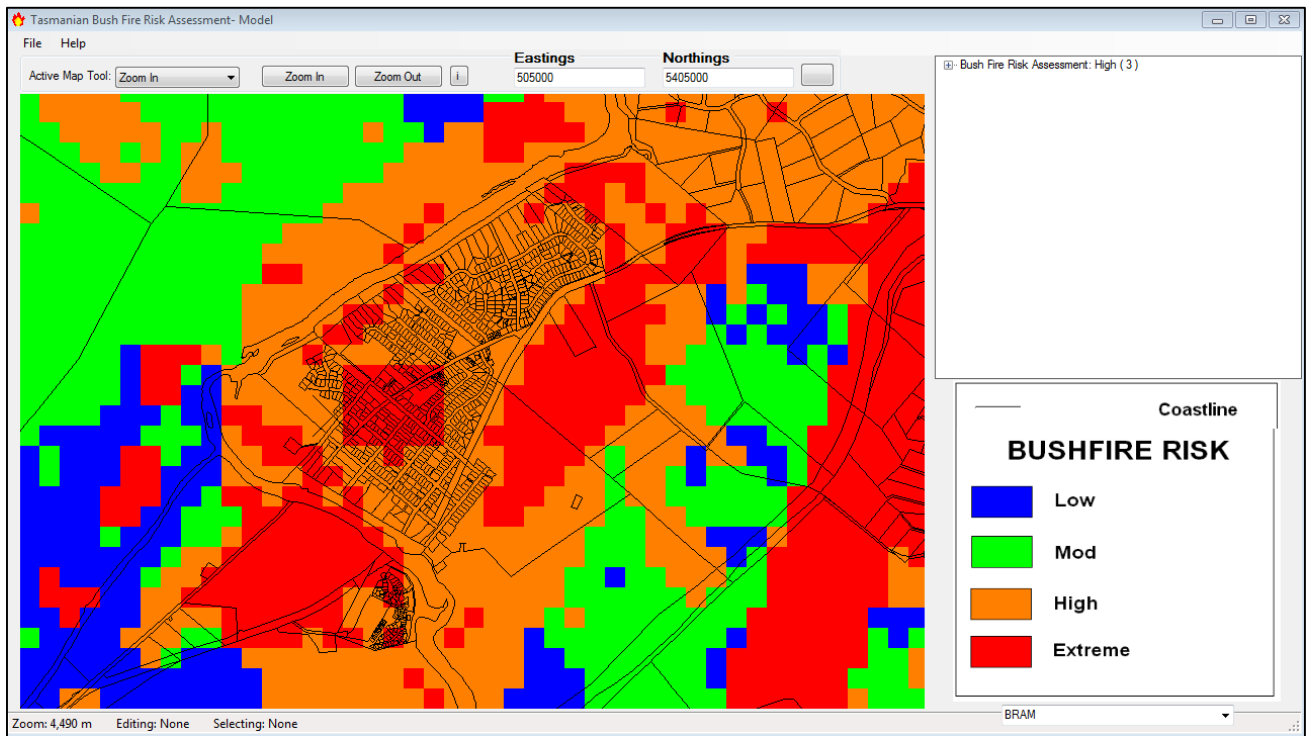 Tasmanian Bush Fire Risk Assessment- Model
File Help
Eastings Northings
Active Map Tool: Zoom In Zoom In Zoom Out i 505000 5405000
Bush Fire Risk Assessment: High ( 3 )
Coastline
BUSHFIRE RISK
Low
Mod
High
Extreme
BRAM
Zoom: 4,490 m Editing: None Selecting: None